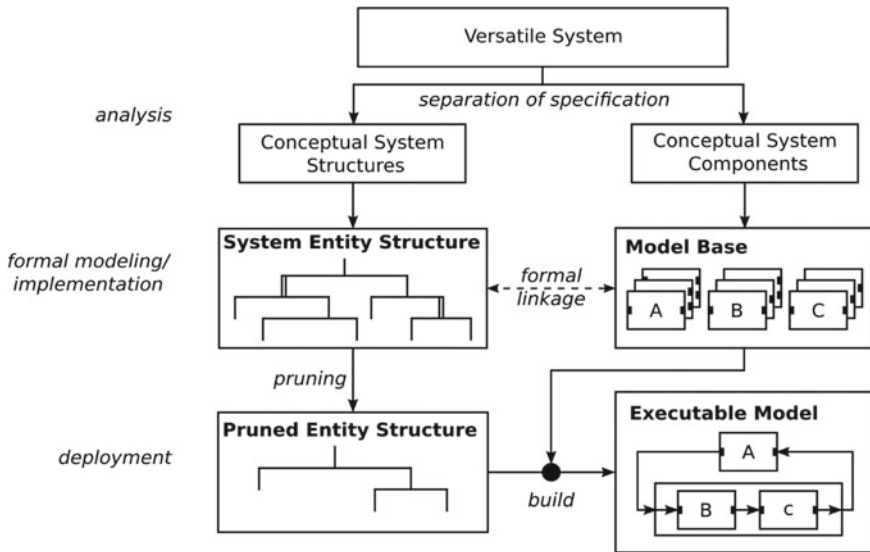 Versatile System
analysis
separation of specification
Conceptual System
Structures
Conceptual System
Components
formal modeling/
implementation
System Entity Structure
formal
linkage
Model Base
A
B
C
pruning
deployment
Pruned Entity Structure
build
Executable Model
A
B
c